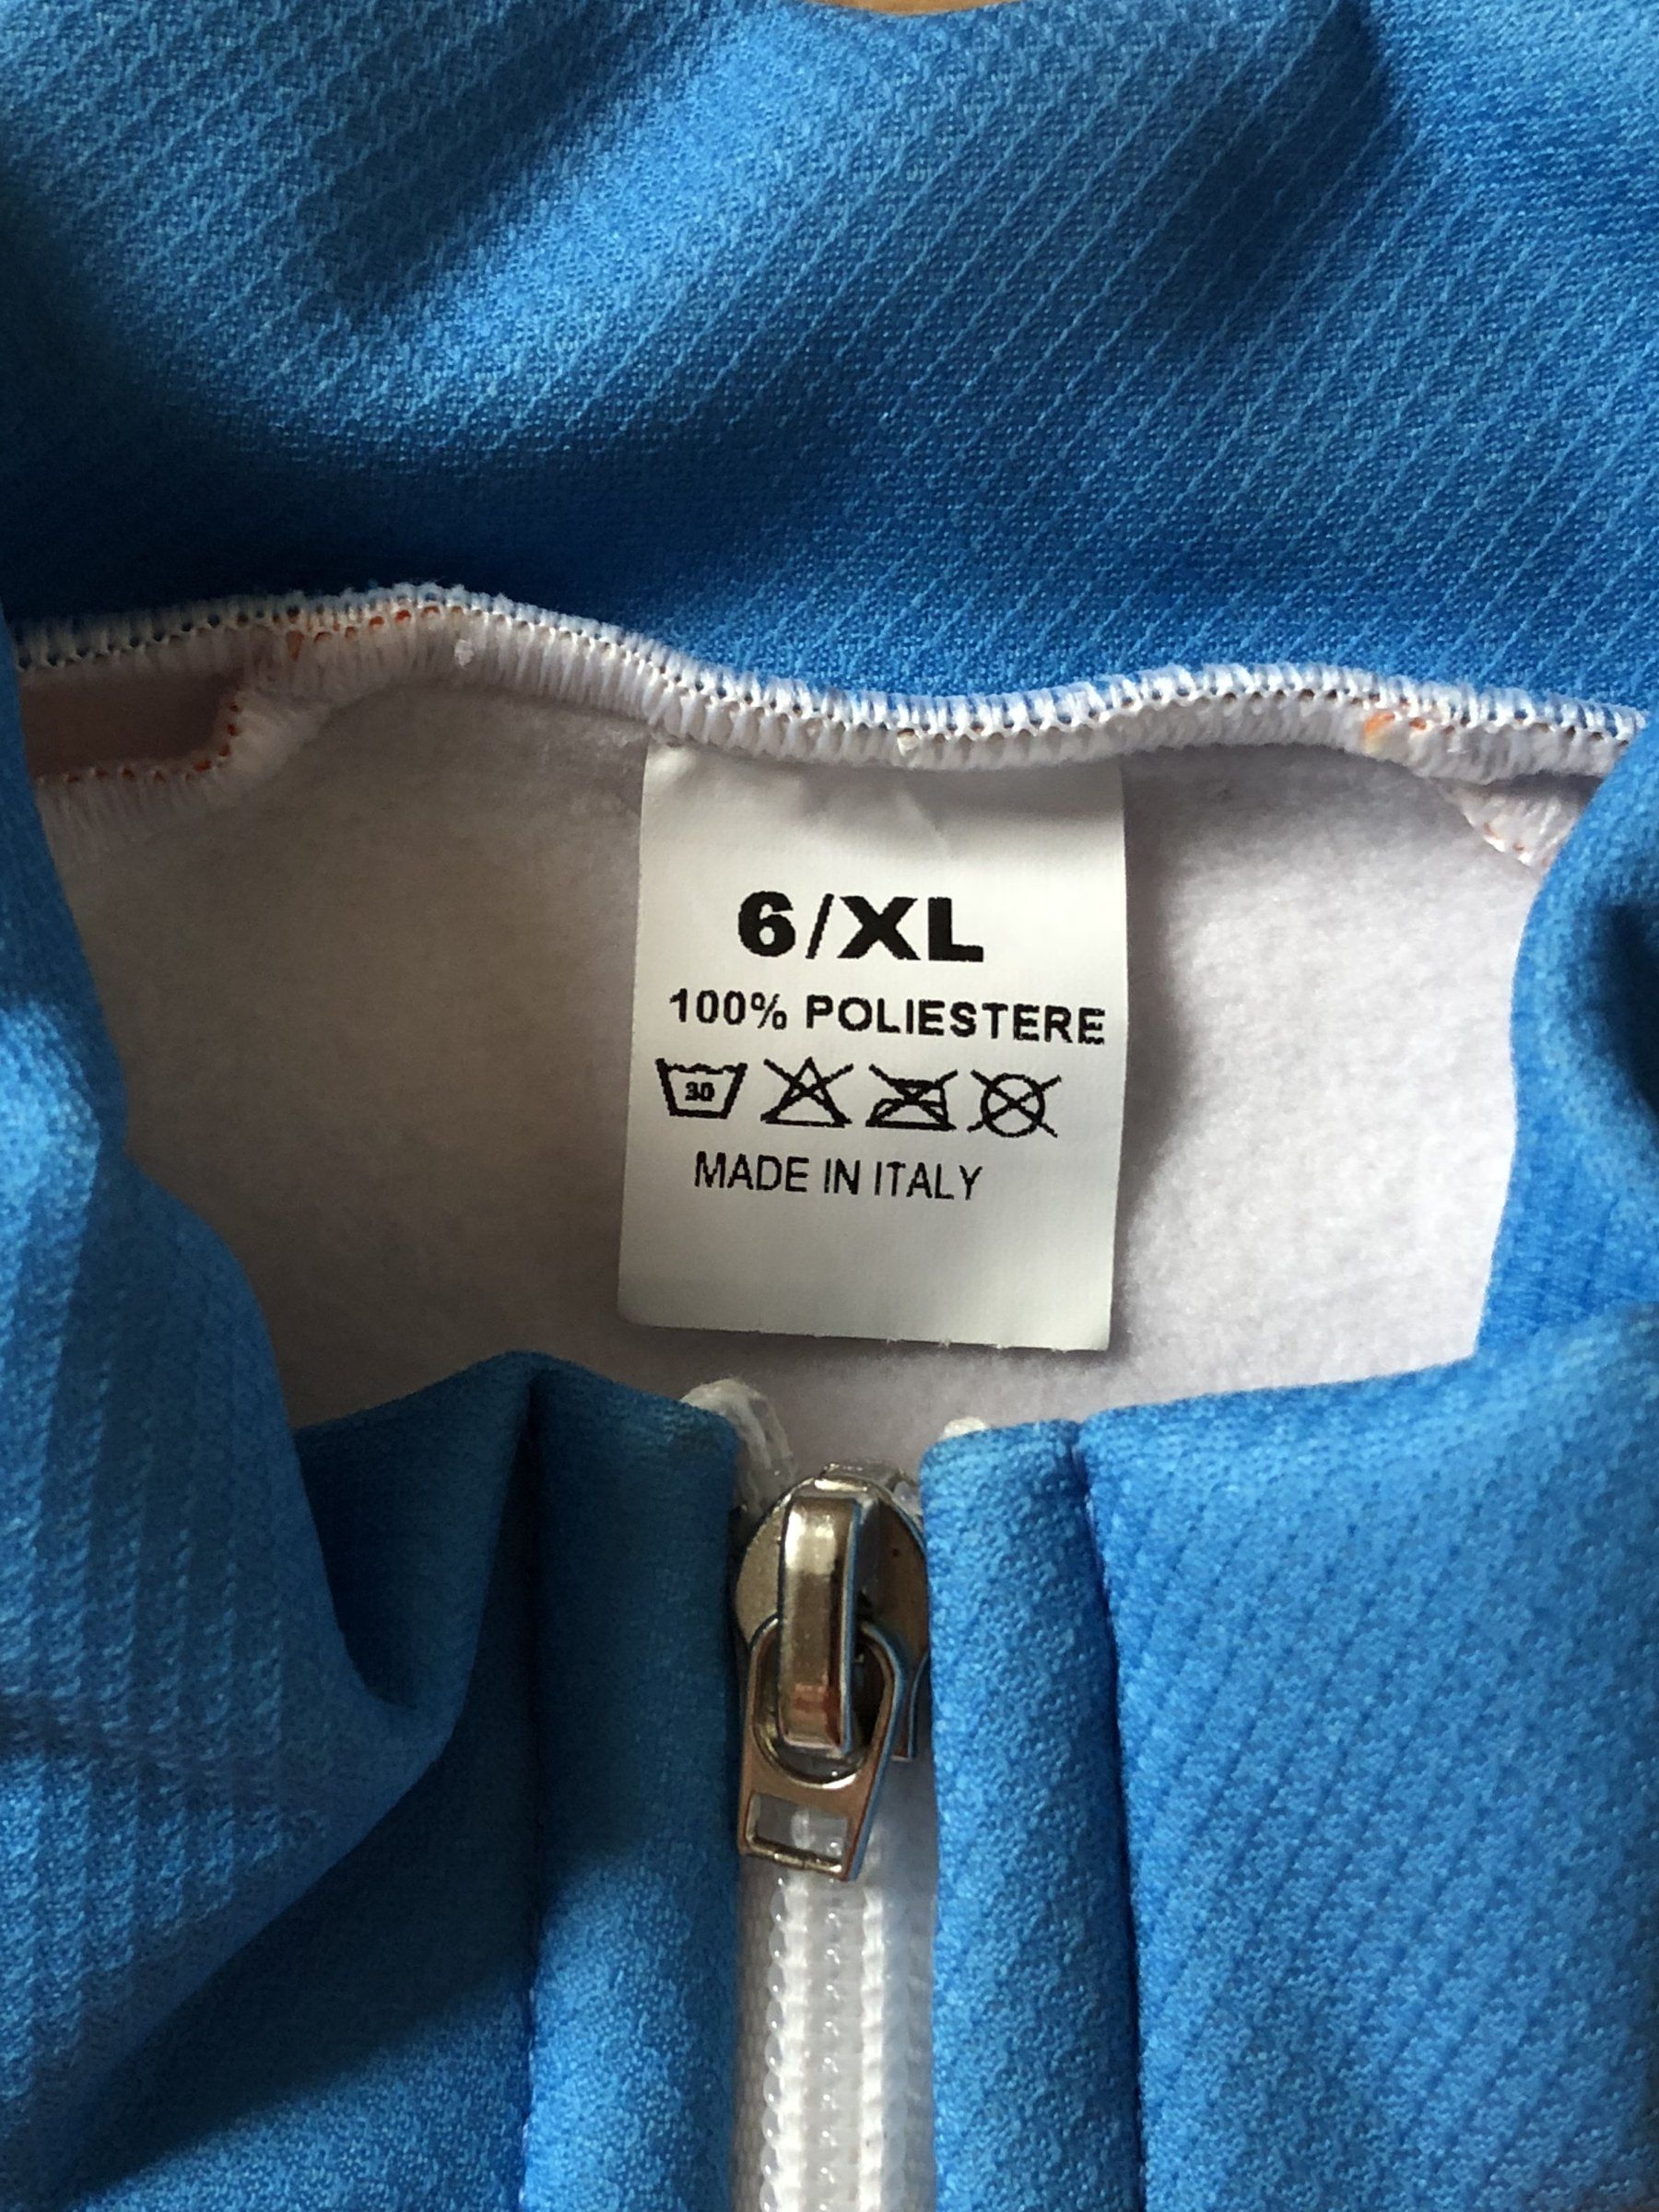 6/XL
100% POLIESTERE
30
MADE IN ITALY